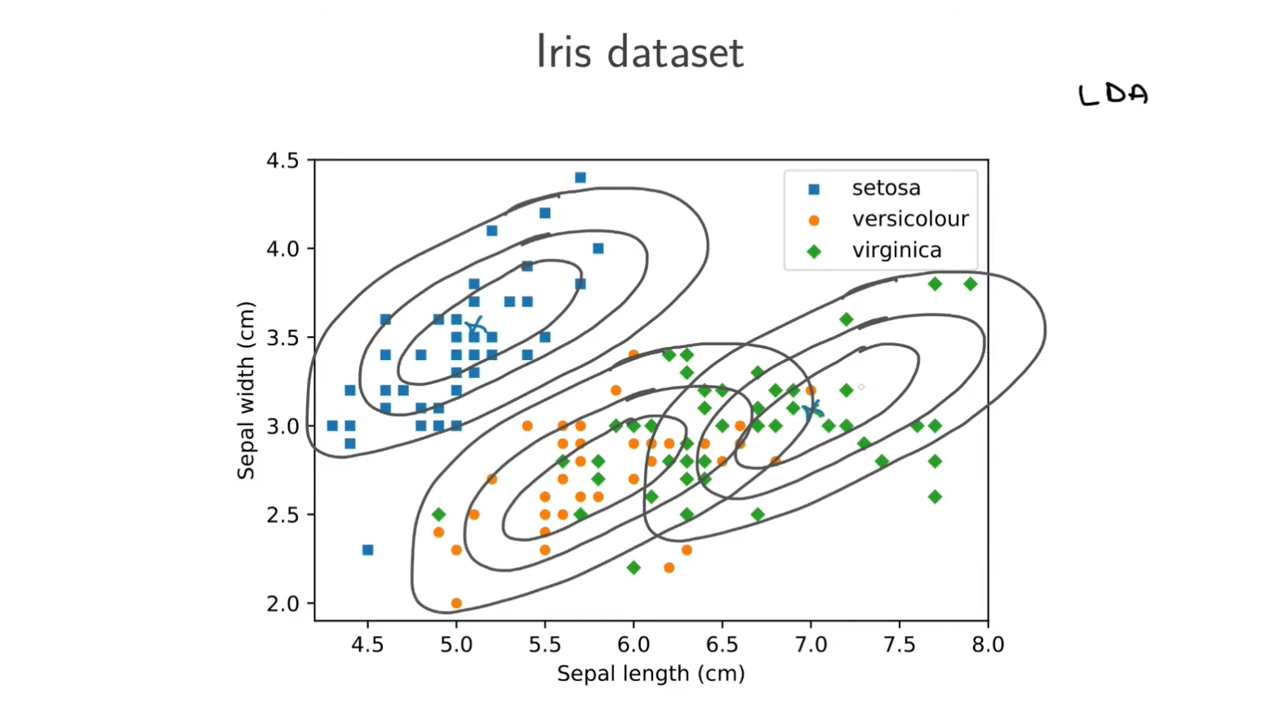 Iris dataset
LDA
4.5
4.0
3.5
3.0
2.5
2.0
Sepal width (cm)
setosa
versicolour
virginica
4.5 5.0 5.5 6.0 6.5 7.0 7.5 8.0
Sepal length (cm)